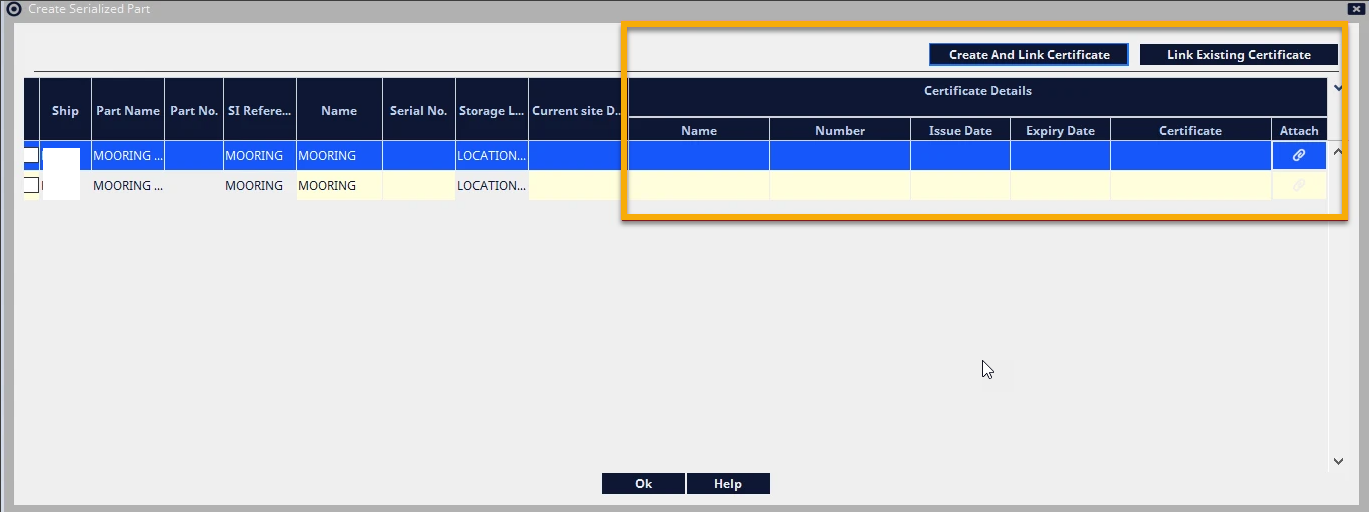 Create Serialized Part
Create And Link Certificate Link Existing Certificate
Certificate Details
Ship Part Name Part No. SI Refere... Name Serial No. Storage L... Current site D...
Name Number Issue Date Expiry Date Certificate Attach
MOORING ... MOORING MOORING LOCATION...
MOORING ... MOORING MOORING LOCATION...
Ok Help